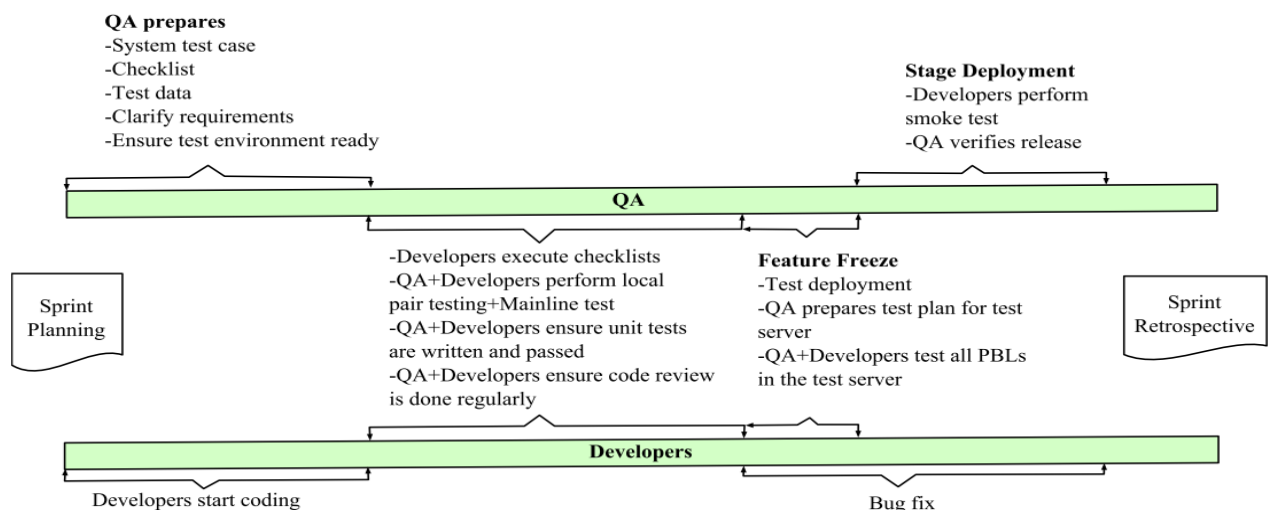 QA prepares
-System test case
-Checklist
-Test data
-Clarify requirements
-Ensure test environment ready
Stage Deployment
-Developers perform
smoke test
-QA verifies release
QA
Sprint
Planning
-Developers execute checklists
-QA+Developers perform local
pair testing+Mainline test
-QA+Developers ensure unit tests
are written and passed
-QA+Developers ensure code review
is done regularly
Feature Freeze
-Test deployment
-QA prepares test plan for test
server
-QA+Developers test all PBLs
in the test server
Sprint
Retrospective
Developers
Developers start coding
Bug fix